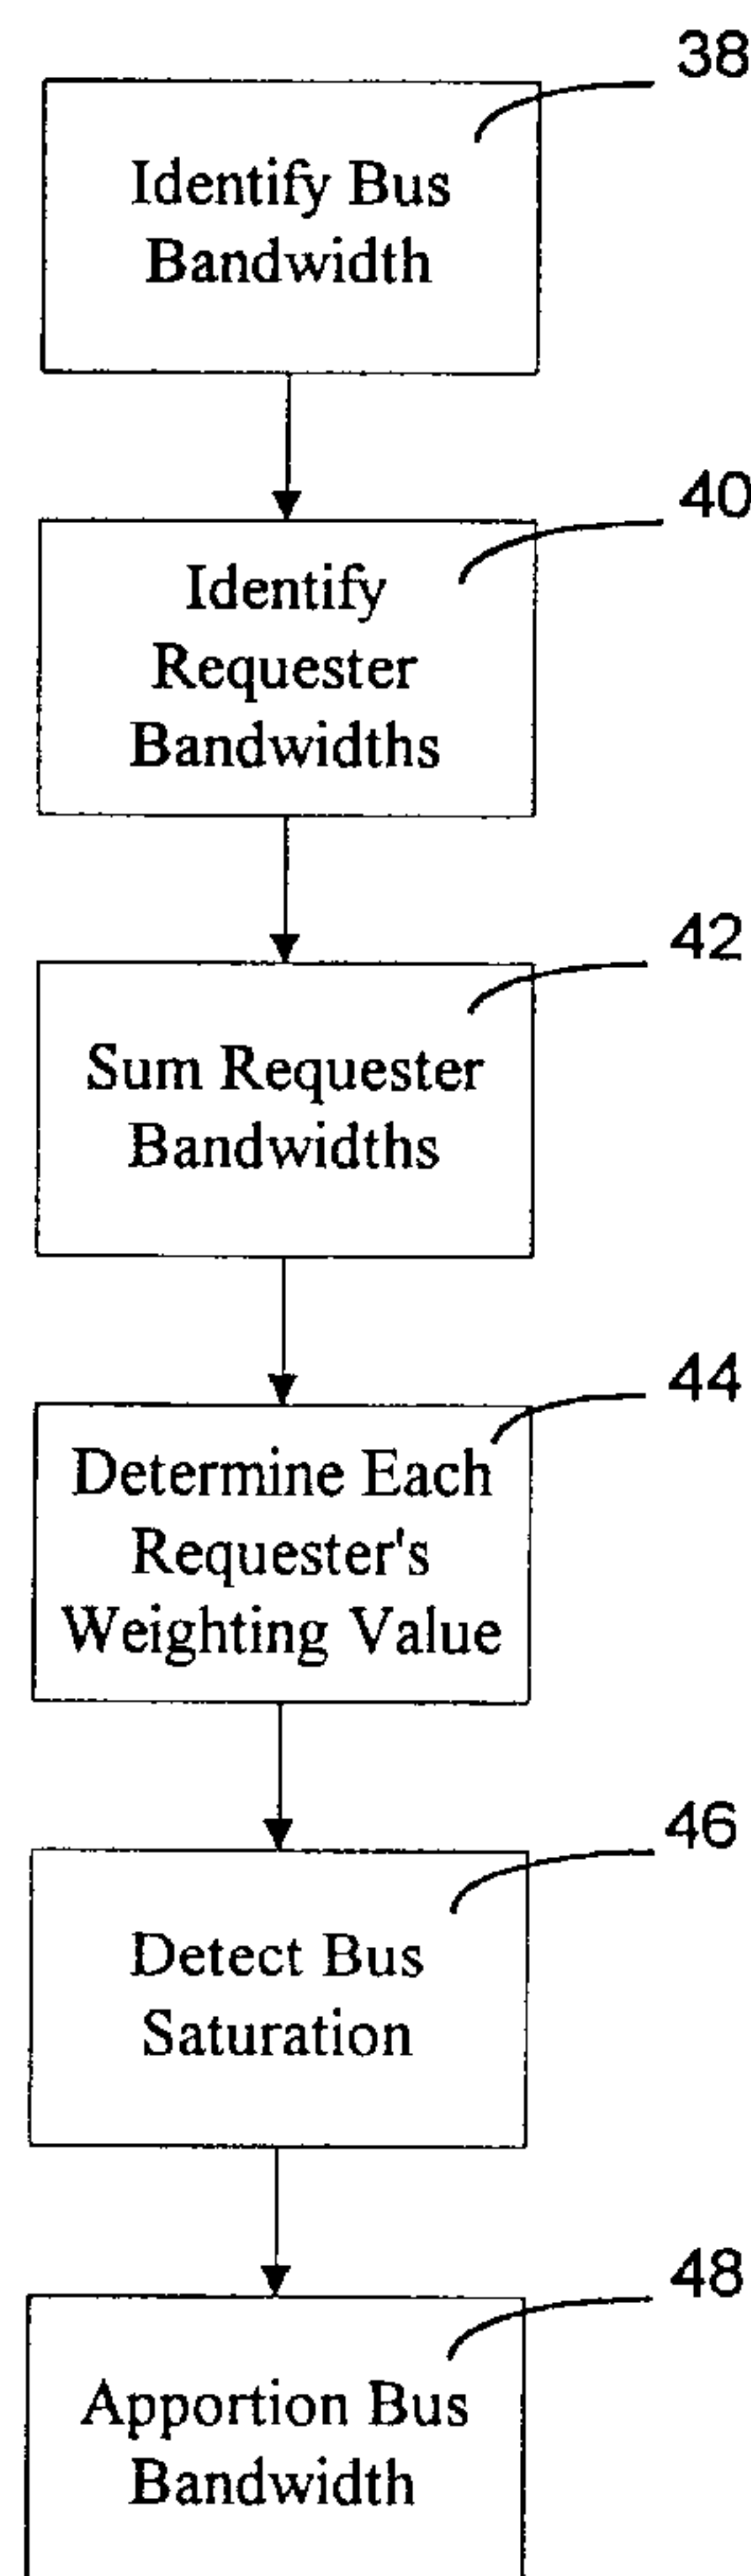 38
Identify Bus
Bandwidth
40
Identify
Requester
Bandwidths
42
Sum Requester
Bandwidths
44
Determine Each
Requester's
Weighting Value
46
Detect Bus
Saturation
48
Apportion Bus
Bandwidth